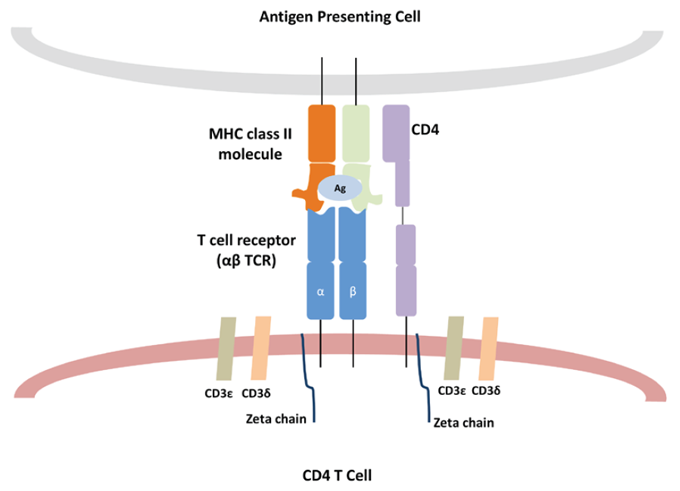 Antigen Presenting Cell
MHC class II
molecule
CD4
Ag
T cell receptor
(αβ TCR)
α
β
CD3ε
CD3δ
CD3ε
CD3δ
Zeta chain
Zeta chain
CD4 T Cell